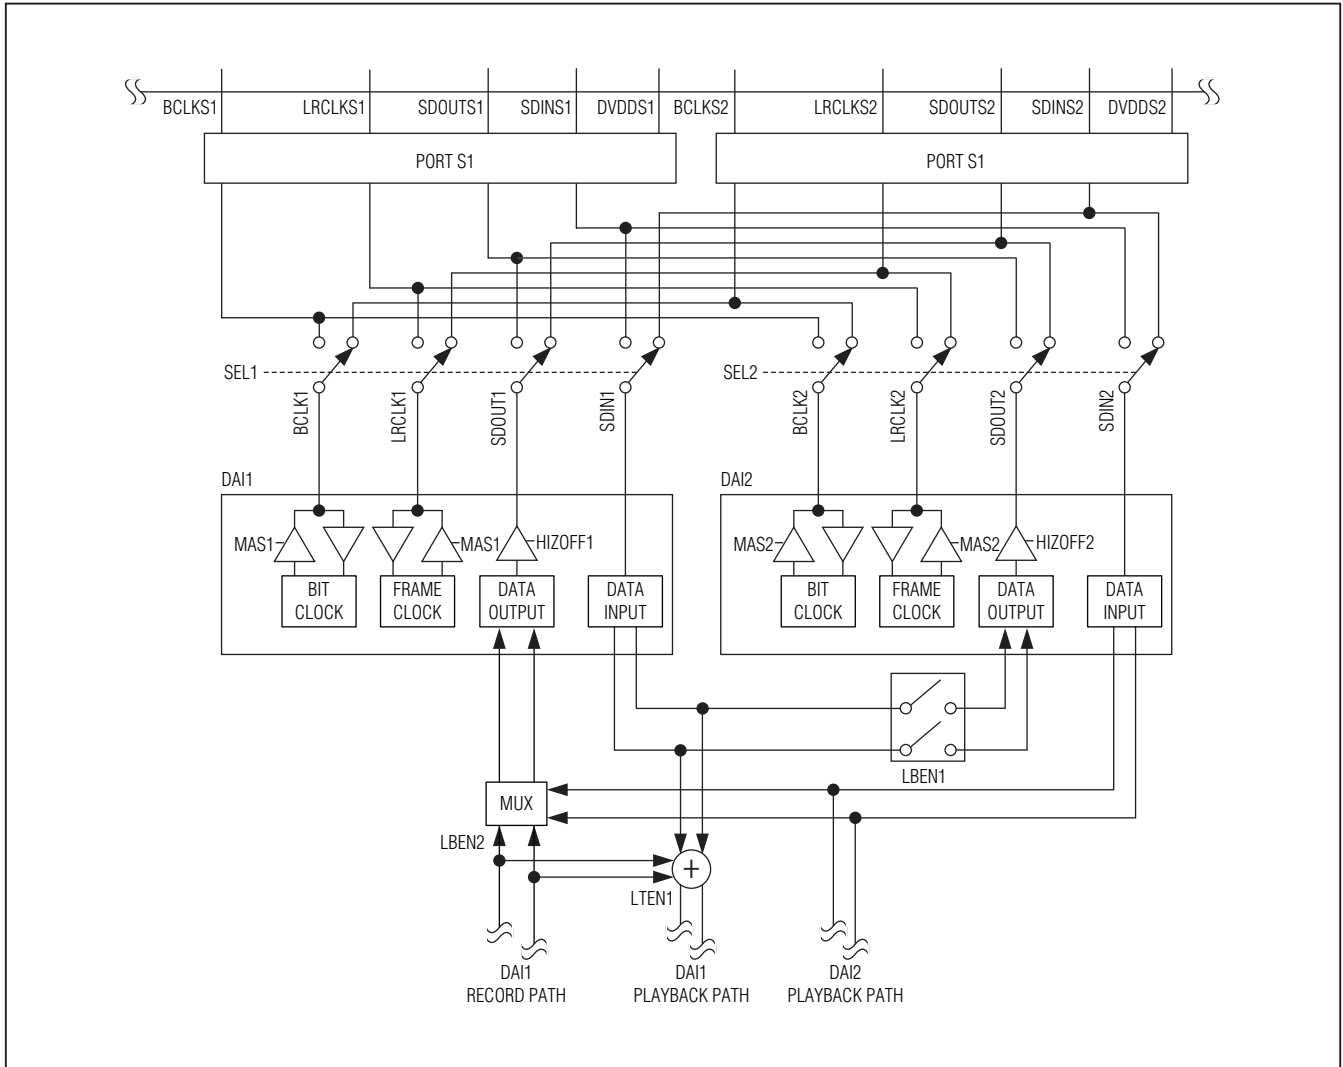 BCLKS1 LRCLKS1 SDOUTS1 SDINS1 DVDDS1 BCLKS2 LRCLKS2 SDOUTS2 SDINS2 DVDDS2
PORT S1 PORT S1
SEL1 SEL2
BCLK1 LRCLK1 SDOUT1 SDIN1 BCLK2 LRCLK2 SDOUT2 SDIN2
DAI1 DAI2
MAS1 MAS1 HIZOFF1 MAS2 MAS2 HIZOFF2
BIT FRAME DATA DATA BIT FRAME DATA DATA
CLOCK CLOCK OUTPUT INPUT CLOCK CLOCK OUTPUT INPUT
LBEN1
MUX
LBEN2
+
LTEN1
DAI1 DAI1 DAI2
RECORD PATH PLAYBACK PATH PLAYBACK PATH